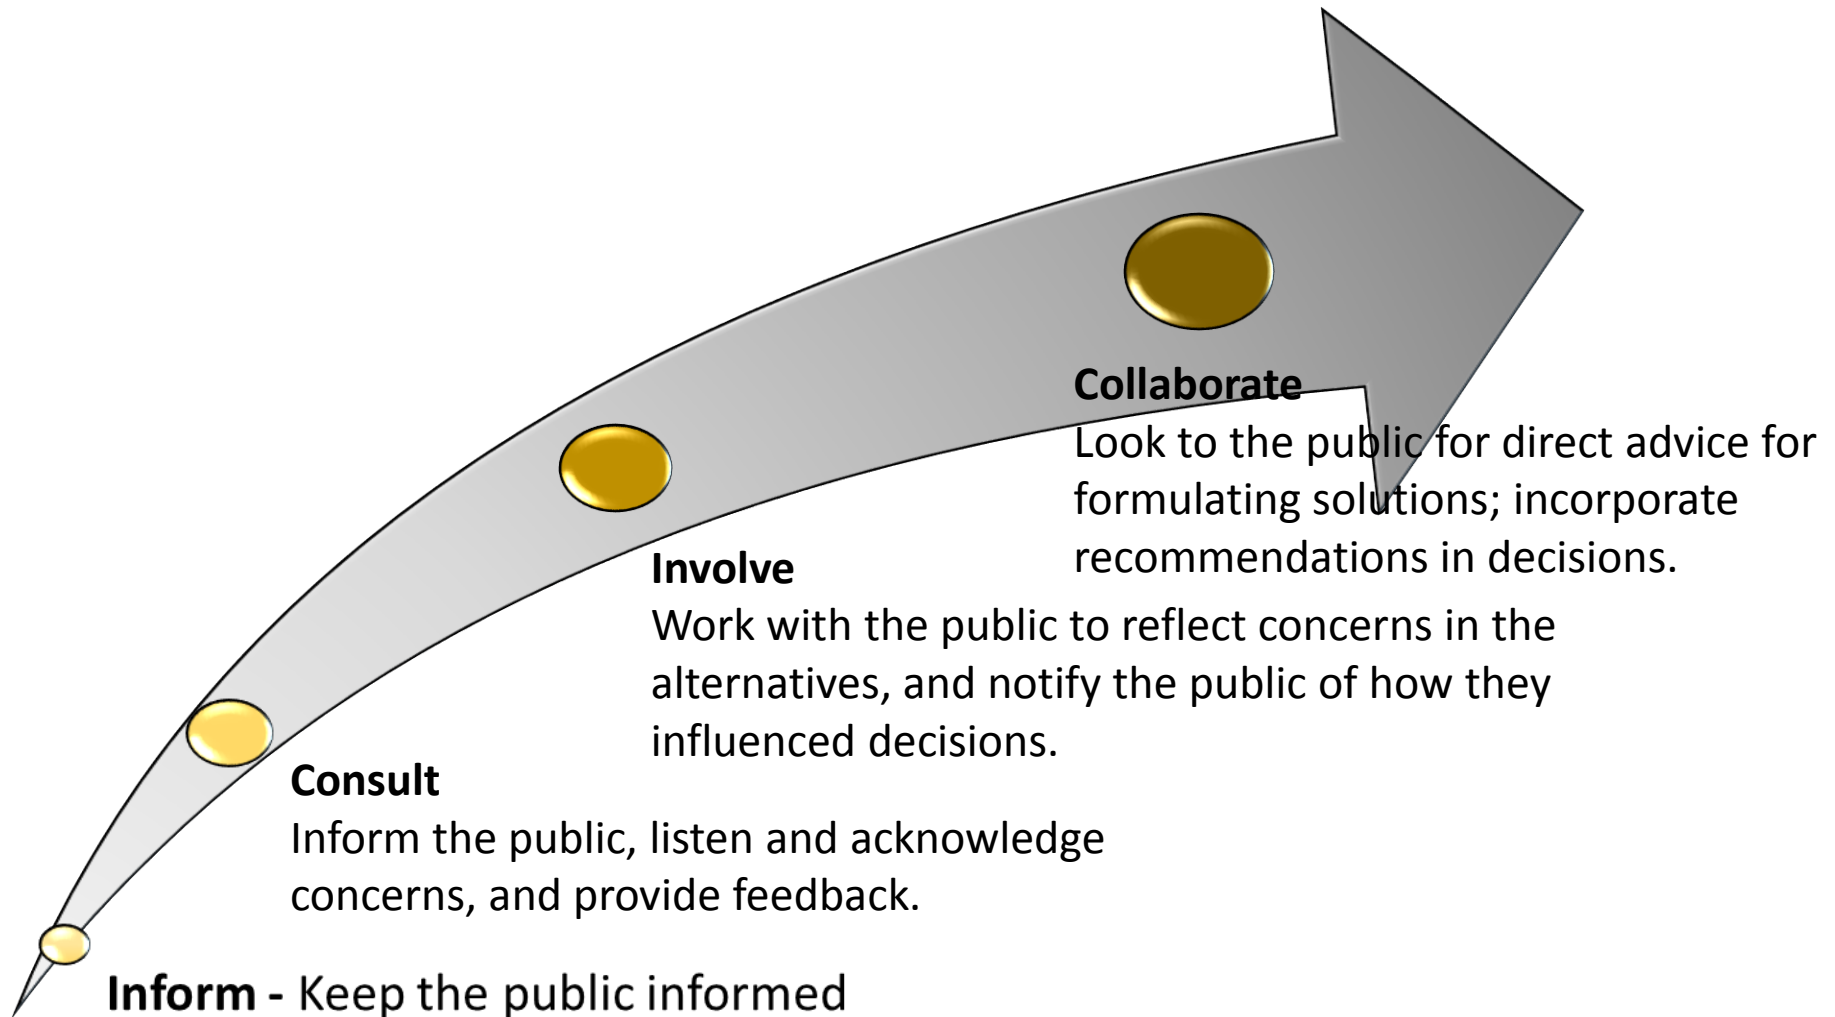 Collaborate
Look to the public for direct advice for
formulating solutions; incorporate
recommendations in decisions.
Involve
Work with the public to reflect concerns in the
alternatives, and notify the public of how they
influenced decisions.
Consult
Inform the public, listen and acknowledge
concerns, and provide feedback.
Inform - Keep the public informed